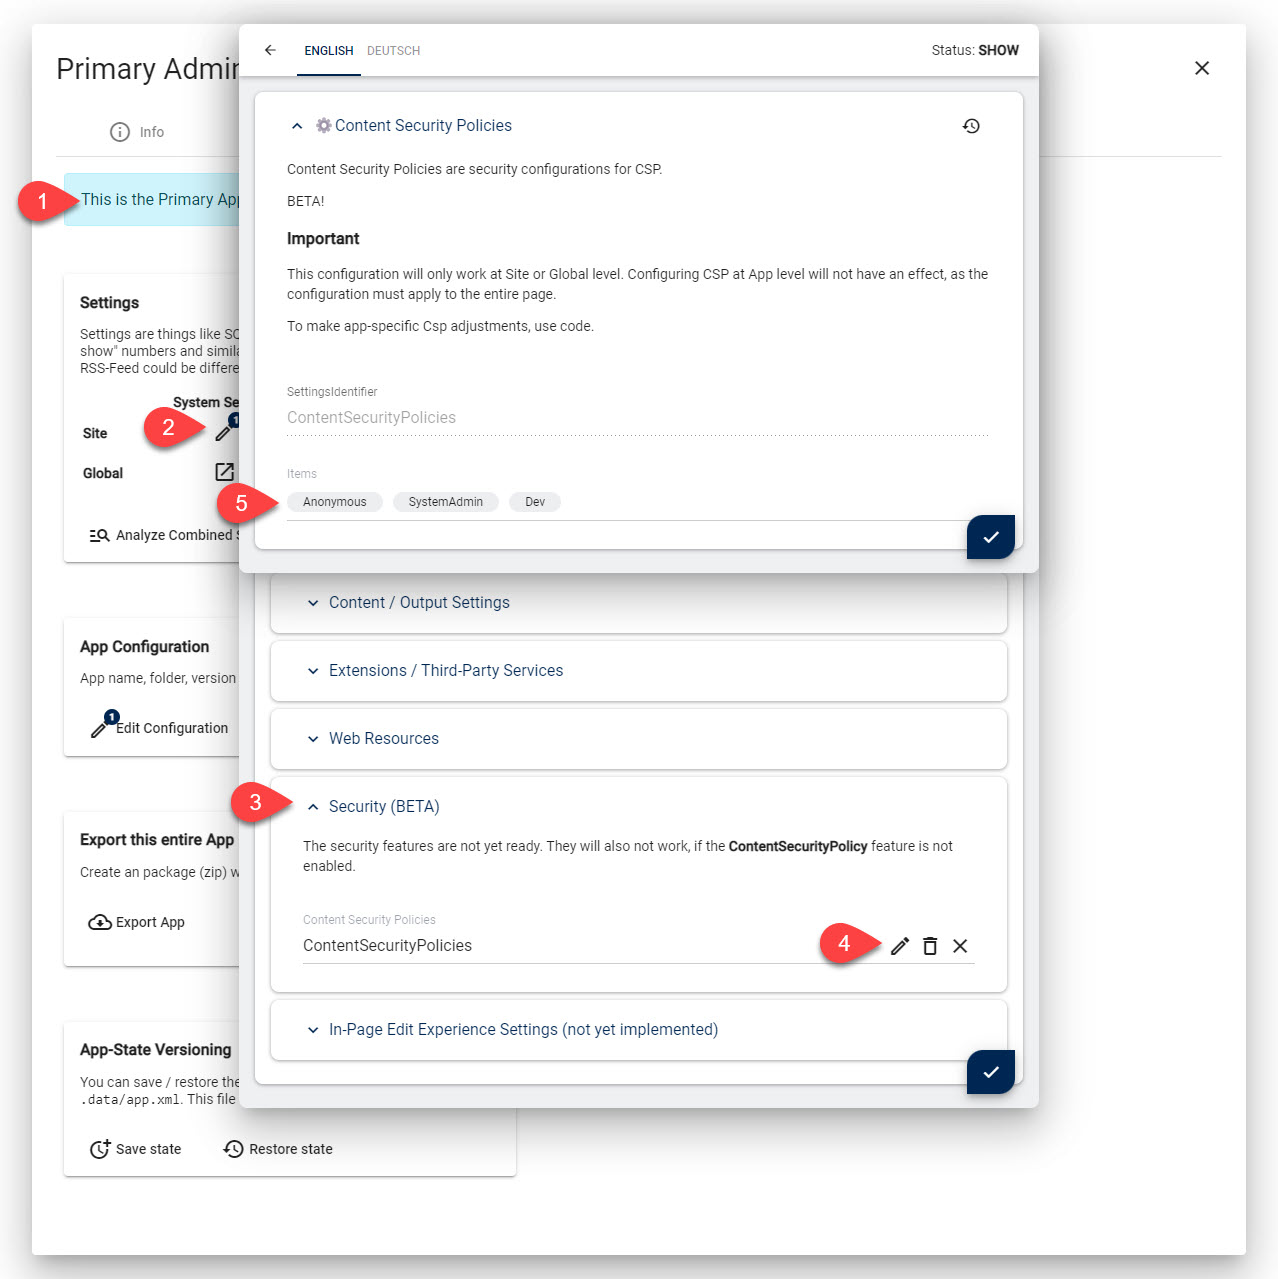 Primary Admin
ENGLISH DEUTSCH
Status: SHOW
Info
Content Security Policies
Content Security Policies are security configurations for CSP.
BETA!
Important
This configuration will only work at Site or Global level. Configuring CSP at App level will not have an effect, as the
configuration must apply to the entire page.
To make app-specific Csp adjustments, use code.
SettingsIdentifier
ContentSecurityPolicies
Items
Anonymous SystemAdmin Dev
1
This is the Primary App
Settings
Settings are things like SQ
show" numbers and simila
RSS-Feed could be differe
System Se
2
Site
1
Global
5
Analyze Combined S
Content / Output Settings
Extensions / Third-Party Services
Web Resources
3
Security (BETA)
The security features are not yet ready. They will also not work, if the ContentSecurityPolicy feature is not
enabled.
Content Security Policies
ContentSecurityPolicies
4
In-Page Edit Experience Settings (not yet implemented)
App Configuration
App name, folder, version
1
Edit Configuration
Export this entire App
Create an package (zip) w
Export App
App-State Versioning
You can save / restore the
.data/app.xml. This file
Save state Restore state